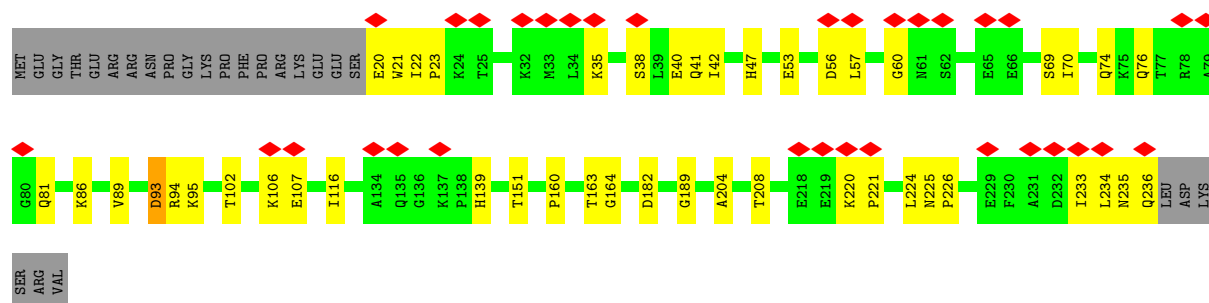 MET GLU GLY THR GLU ARG ARG ASN PRO GLY LYS PRO PHE PRO ARG LYS GLU GLU SER E20 W21 I22 P23 K24 T25 K32 M33 L34 K35 S38 L39 E40 Q41 I42 H47 E53 D56 L57 G60 N61 S62 E65 E66 S69 I70 Q74 K75 Q76 T77 R78 A79
G80 Q81 K86 V89 D93 R94 K95 T102 K106 E107 I116 A134 Q135 G136 K137 P138 H139 T151 P160 T163 G164 D182 G189 A204 T208 E218 E219 K220 P221 L224 N225 P226 E229 F230 A231 D232 I233 L234 N235 Q236 LEU ASP LYS
SER ARG VAL